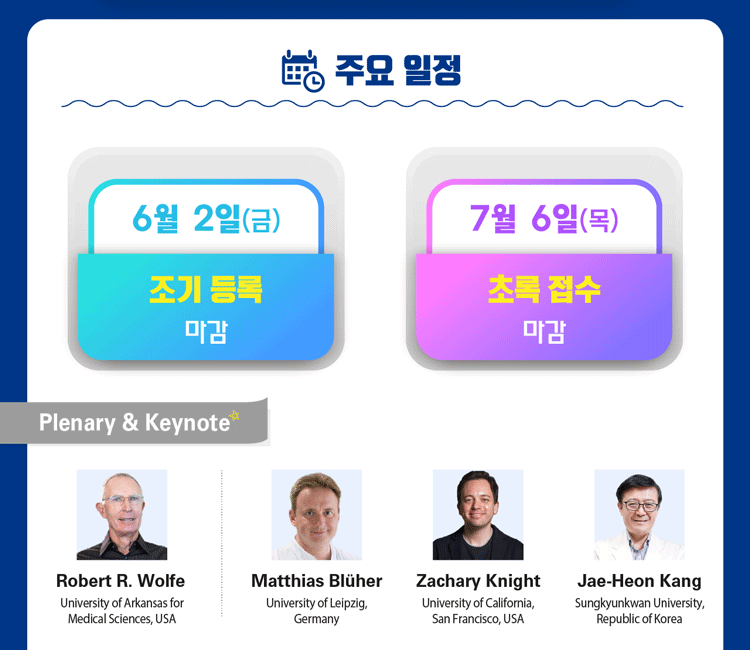 주요 일정
6월 2일(금)
조기 등록
마감
7월 6일(목)
초록 접수
마감
Plenary & Keynote
Robert R. Wolfe
University of Arkansas for
Medical Sciences, USA
Matthias Blüher
University of Leipzig,
Germany
Zachary Knight
University of California,
San Francisco, USA
Jae-Heon Kang
Sungkyunkwan University,
Republic of Korea